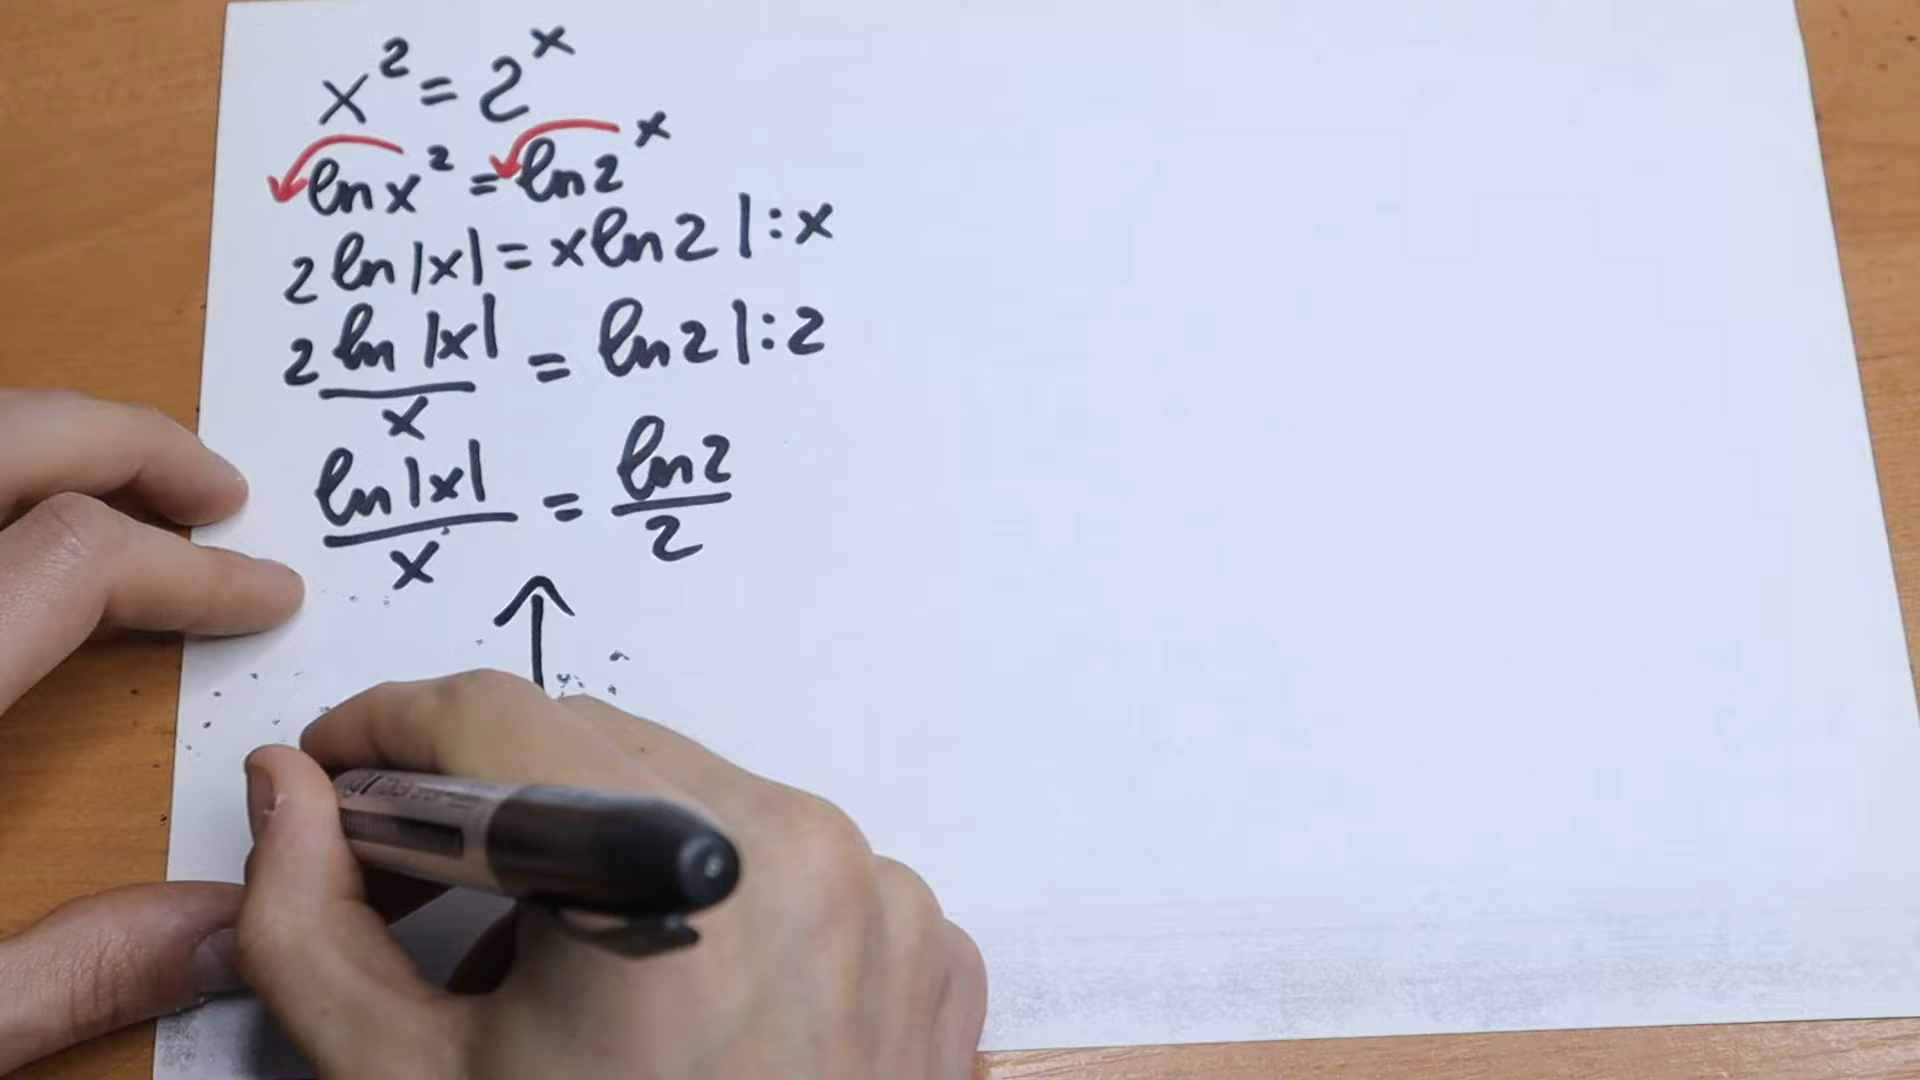 x² = 2ˣ
ln x² = ln 2ˣ
2 ln |x| = x ln 2 | : x
2 ln |x| / x = ln 2 | : 2
ln |x| / x = ln 2 / 2